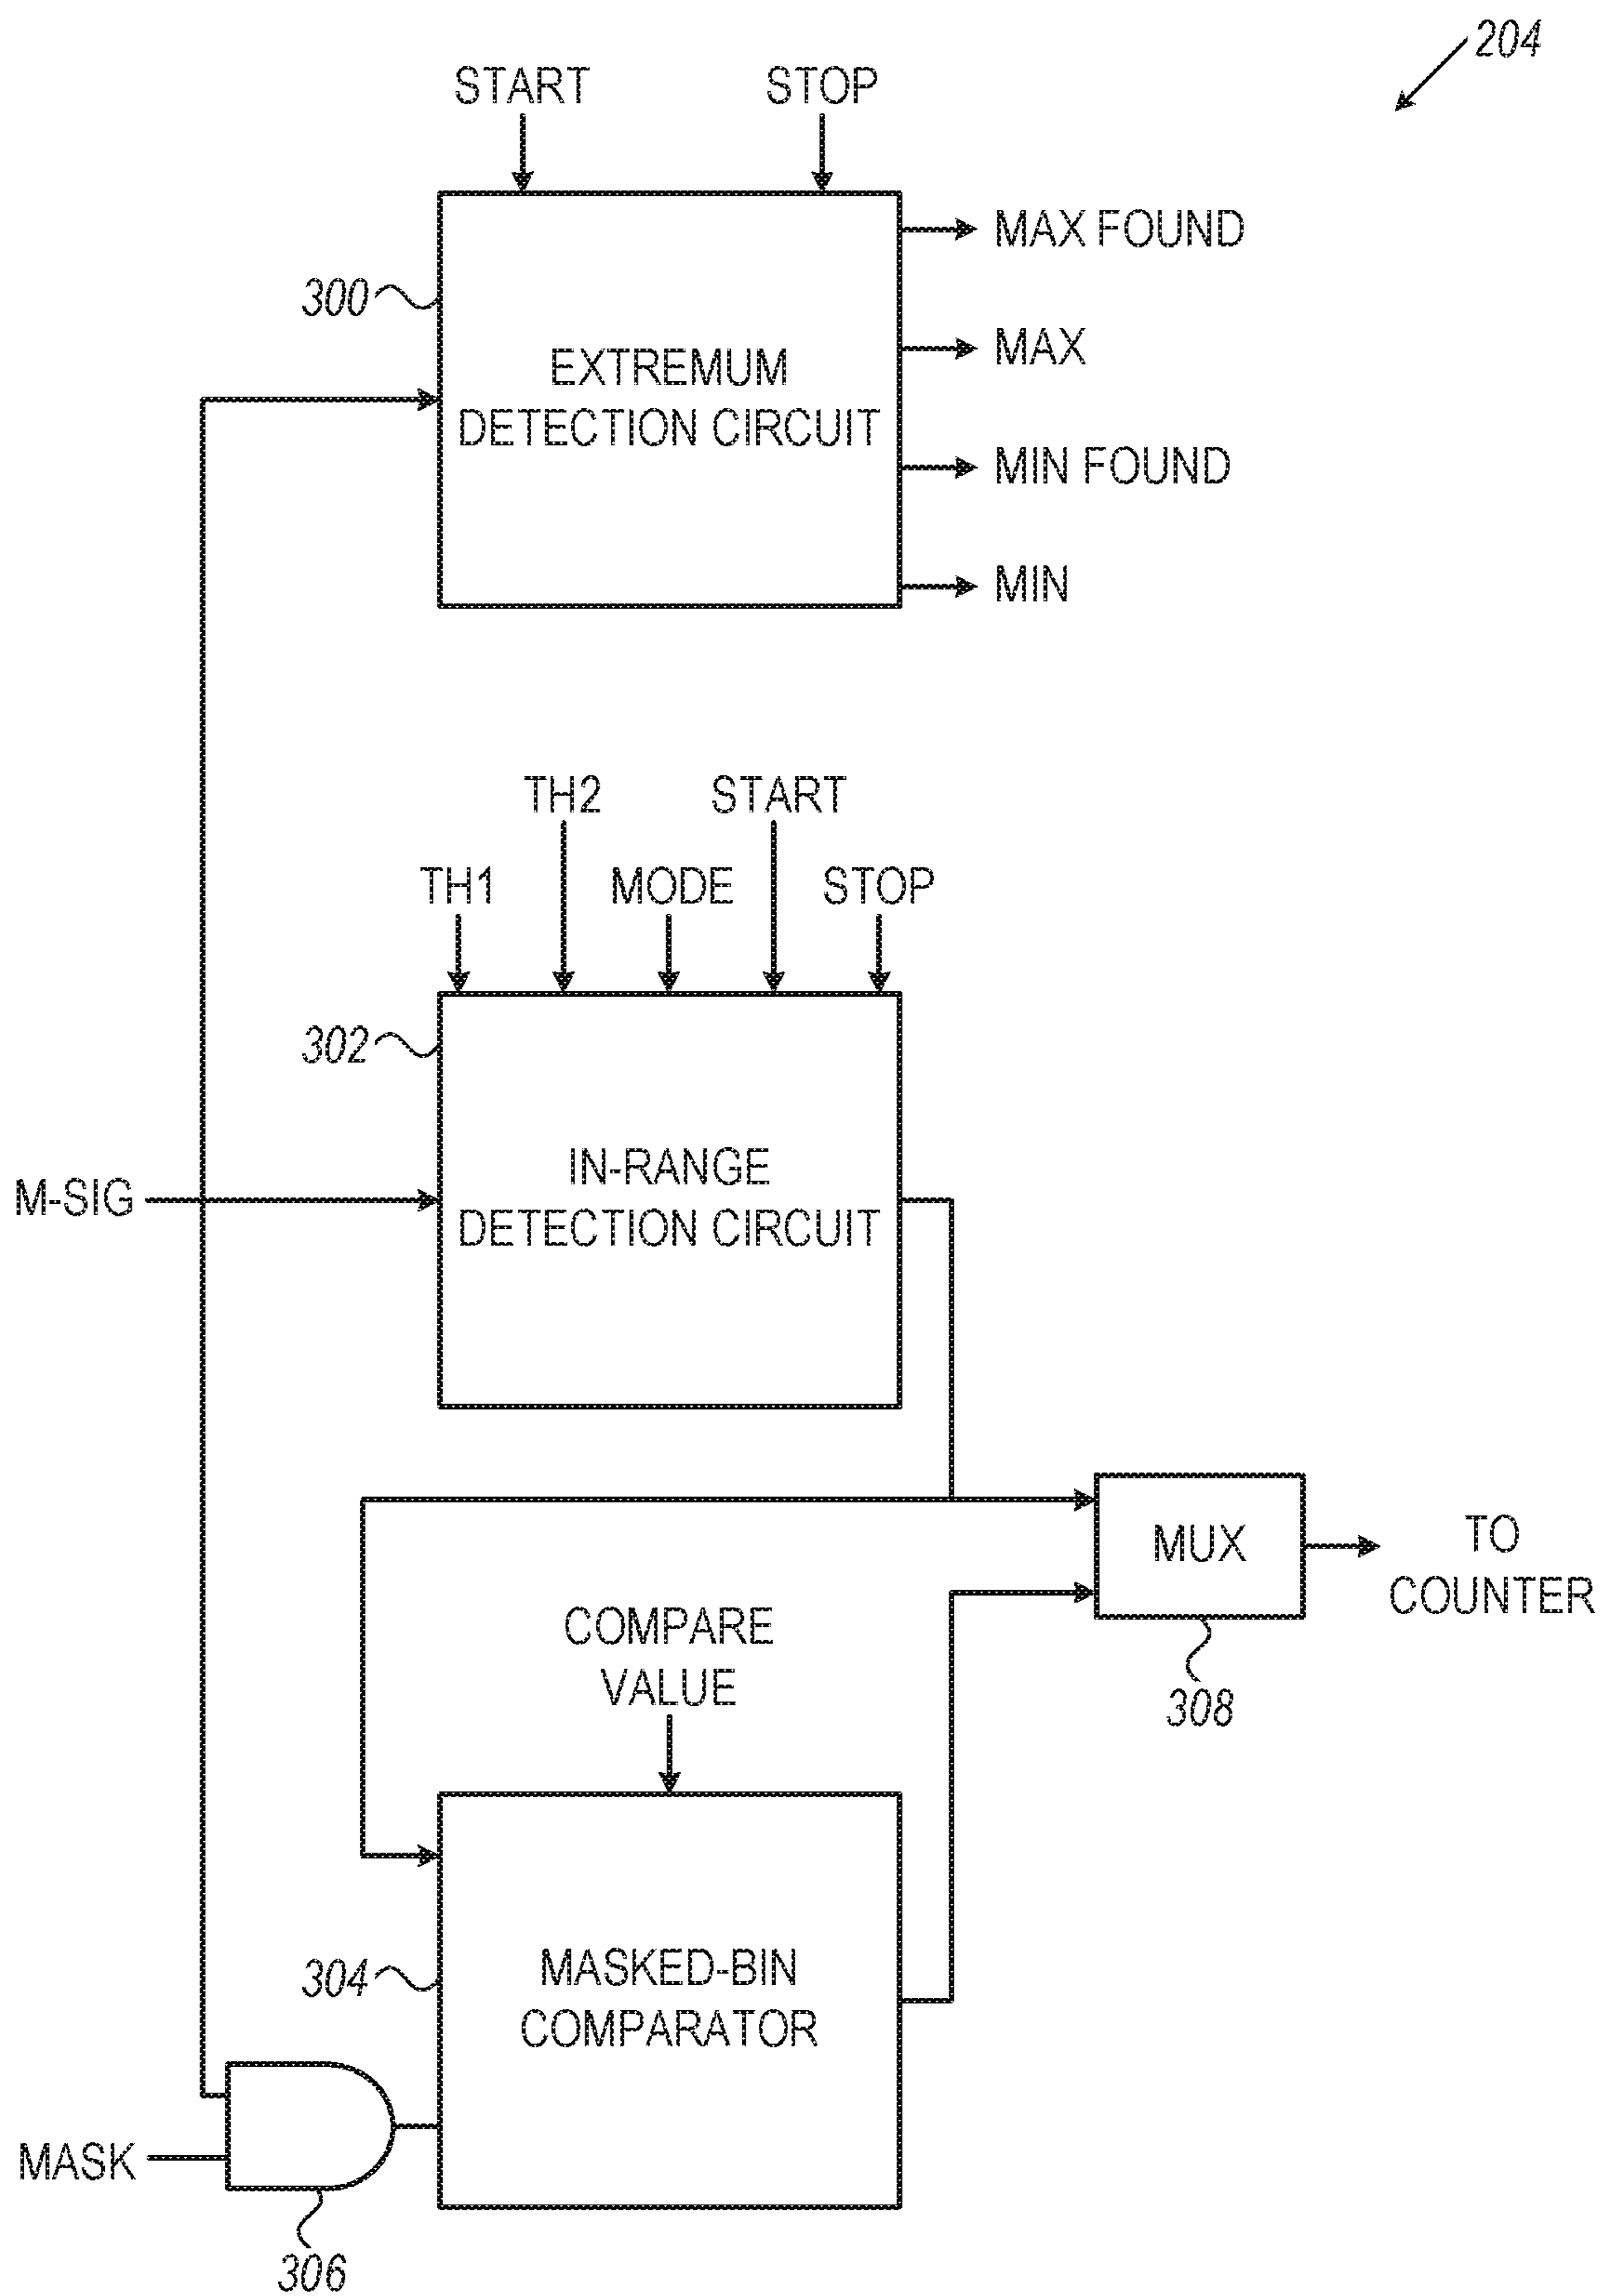 204
START STOP
MAX FOUND
300
MAX
EXTREMUM
DETECTION CIRCUIT
MIN FOUND
MIN
TH2 START
TH1 MODE STOP
302
IN-RANGE
DETECTION CIRCUIT
M-SIG
MUX
TO
COUNTER
COMPARE
VALUE
308
304
MASKED-BIN
COMPARATOR
MASK
306